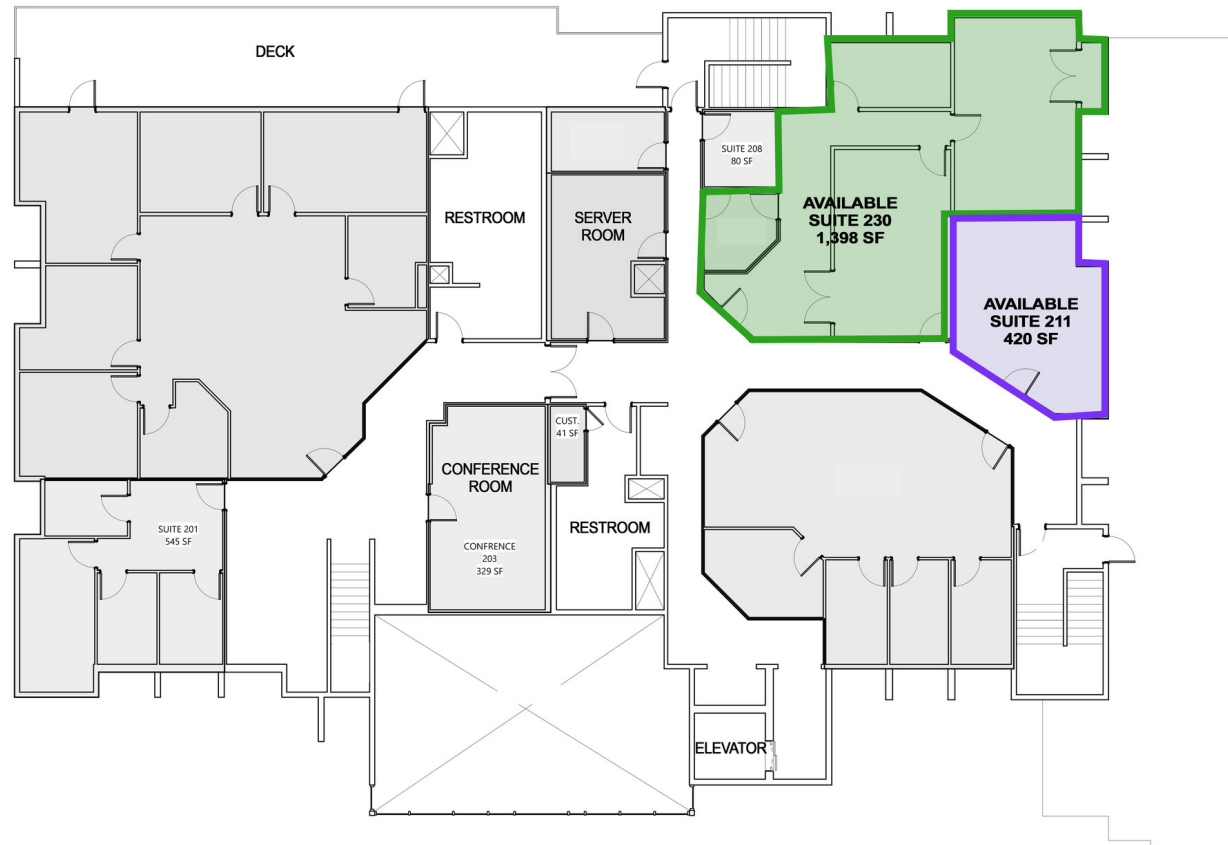 DECK
SUITE 208
80 SF
AVAILABLE
SUITE 230
1,398 SF
RESTROOM
SERVER
ROOM
AVAILABLE
SUITE 211
420 SF
CUST.
41 SF
CONFERENCE
ROOM
CONFRENCE
203
329 SF
RESTROOM
SUITE 201
545 SF
ELEVATOR